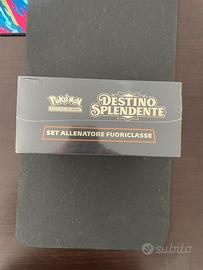 Pokémon
DESTINO
SPLENDENTE
SET ALLENATORE FUORICLASSE
subito